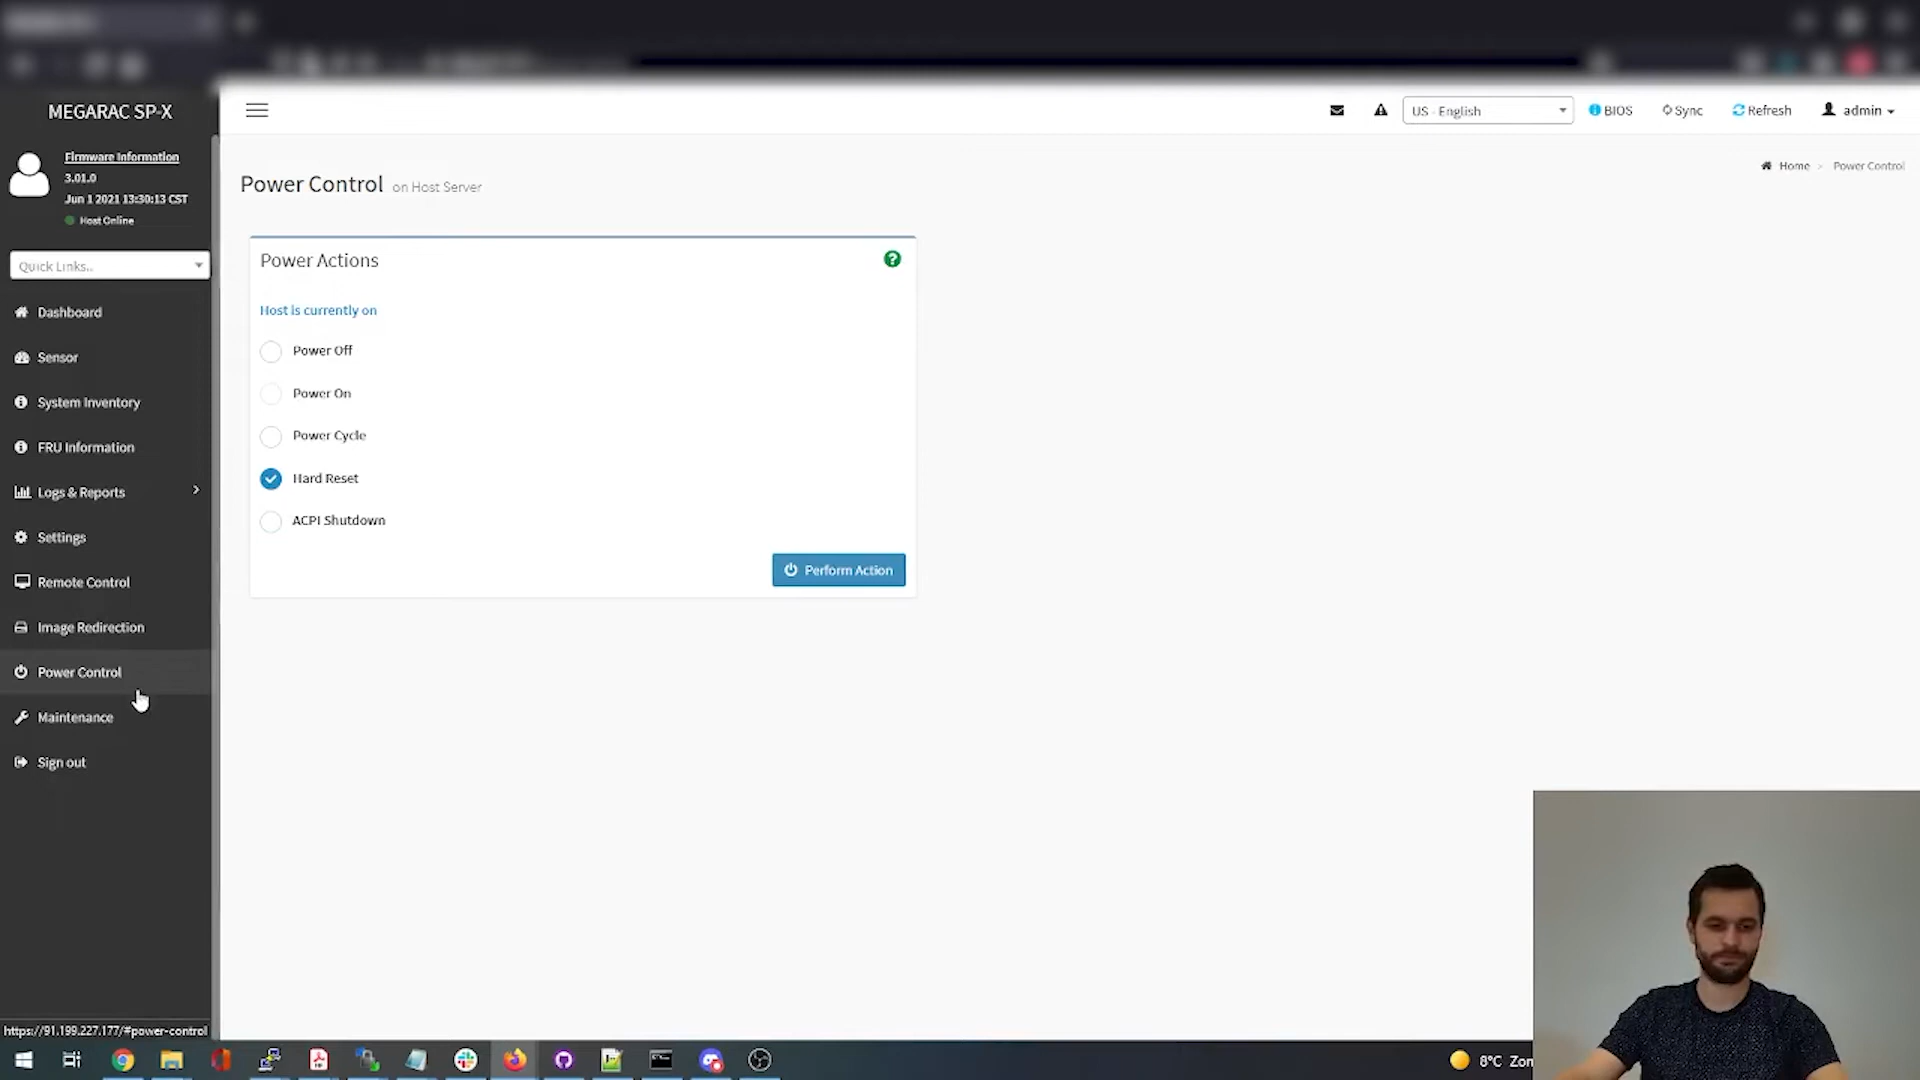 MEGARAC SP-X
US - English
BIOS
Sync
Refresh
admin
Firmware Information
3.01.0
Jun 1 2021 13:30:13 CST
Host Online
Quick Links..
Dashboard
Sensor
System Inventory
FRU Information
Logs & Reports
Settings
Remote Control
Image Redirection
Power Control
Maintenance
Sign out
Home > Power Control
Power Control on Host Server
Power Actions
Host is currently on
Power Off
Power On
Power Cycle
Hard Reset
ACPI Shutdown
Perform Action
https://91.199.227.177/#power-control
8°C Zon